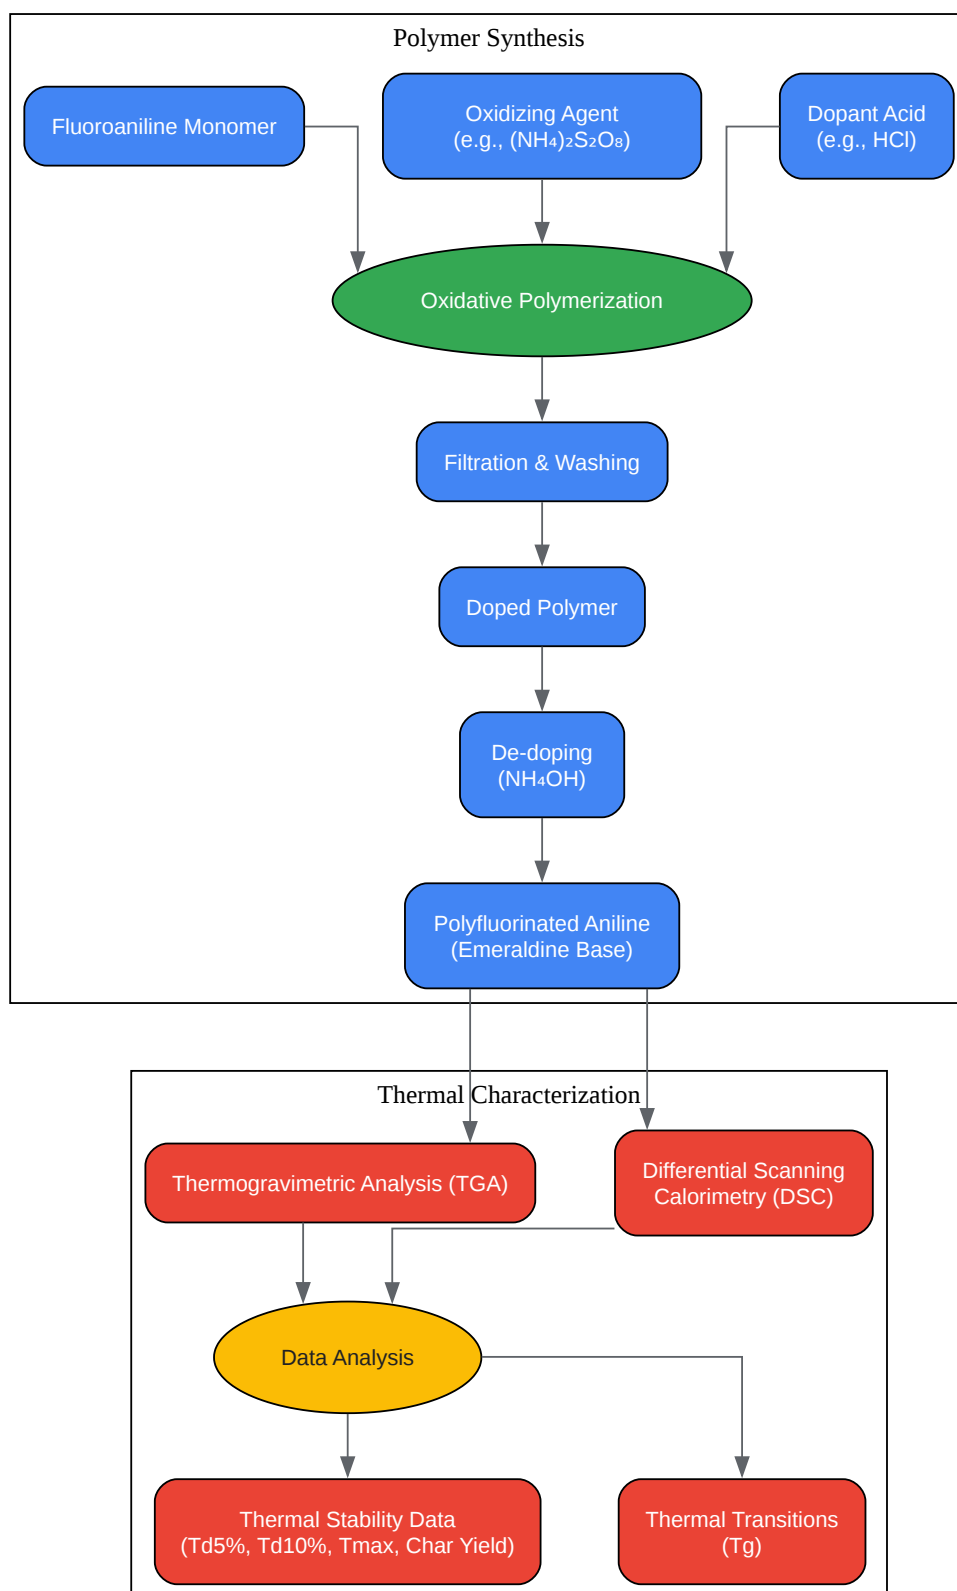 Polymer Synthesis
Fluoroaniline Monomer
Oxidizing Agent
(e.g., (NH₄)₂S₂O₈)
Dopant Acid
(e.g., HCl)
Oxidative Polymerization
Filtration & Washing
Doped Polymer
De-doping
(NH₄OH)
Polyfluorinated Aniline
(Emeraldine Base)
Thermal Characterization
Thermogravimetric Analysis (TGA)
Differential Scanning
Calorimetry (DSC)
Data Analysis
Thermal Stability Data
(Td5%, Td10%, Tmax, Char Yield)
Thermal Transitions
(Tg)